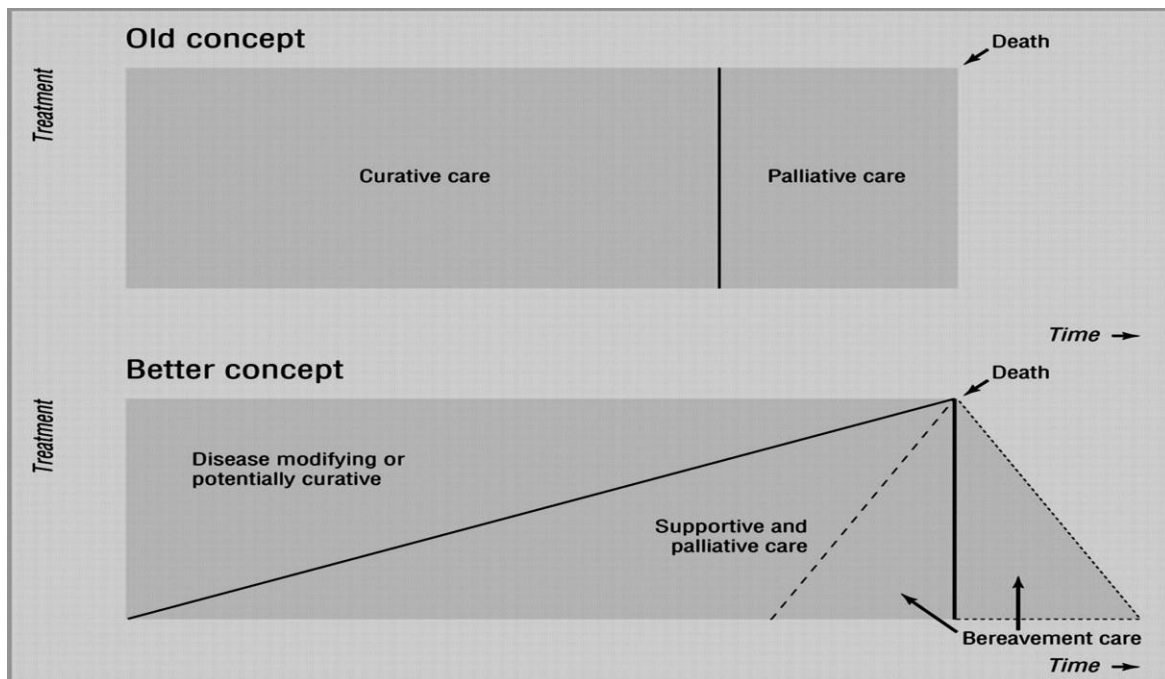 Old concept
Death
Treatment
Curative care
Palliative care
Time
Better concept
Death
Treatment
Disease modifying or
potentially curative
Supportive and
palliative care
Bereavement care
Time